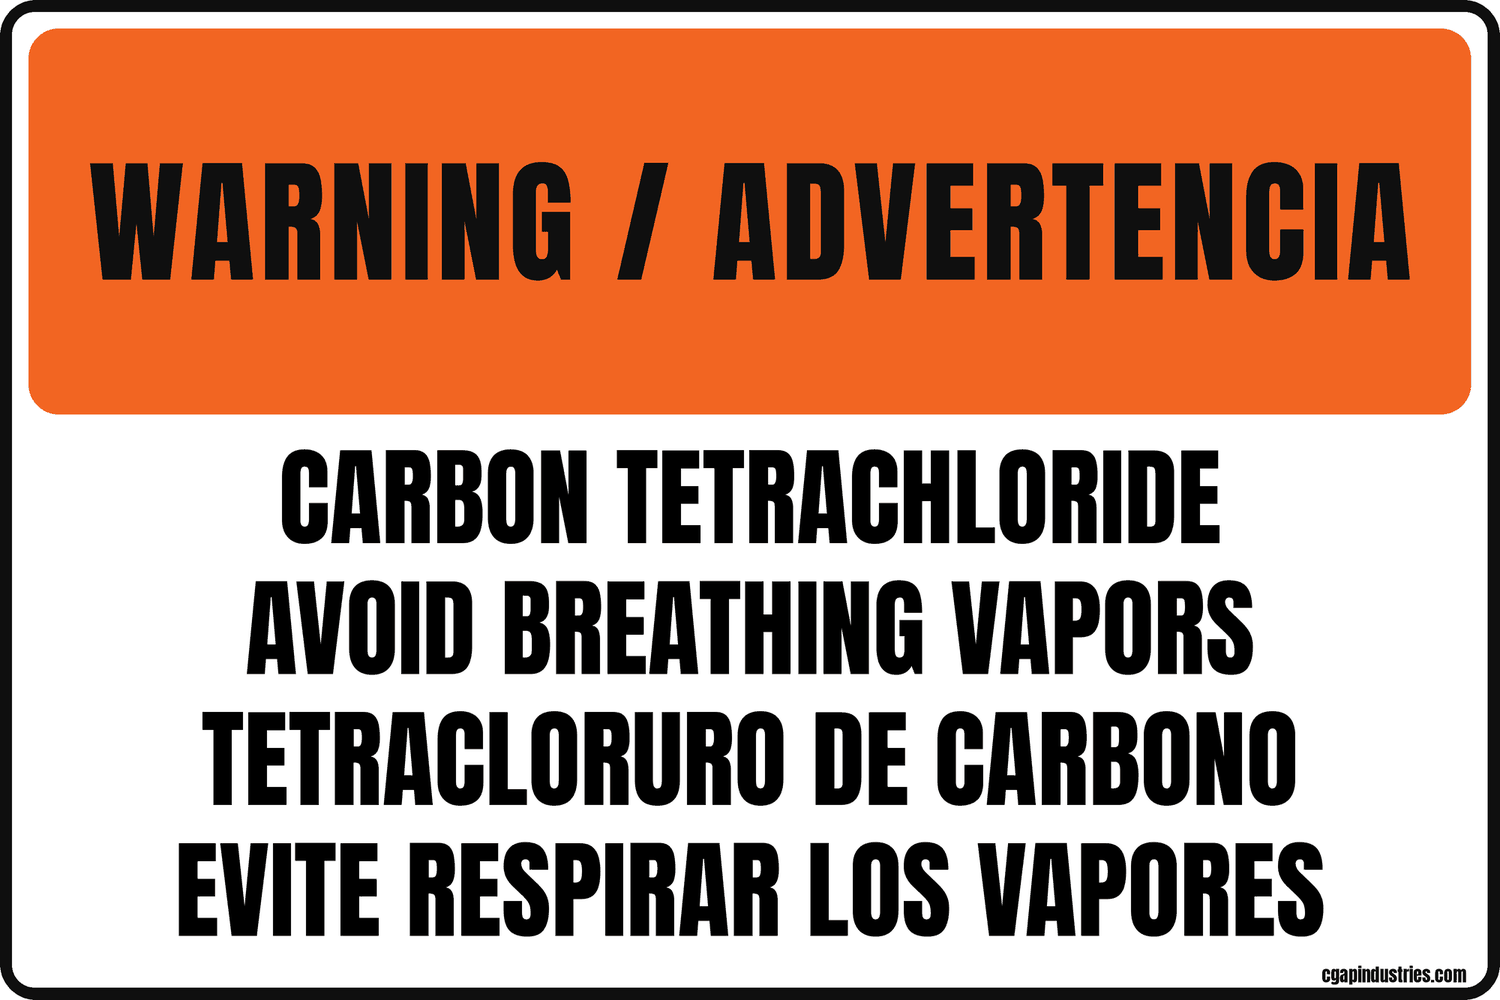 WARNING / ADVERTENCIA
CARBON TETRACHLORIDE
AVOID BREATHING VAPORS
TETRACLORURO DE CARBONO
EVITE RESPIRAR LOS VAPORES
cgapindustries.com